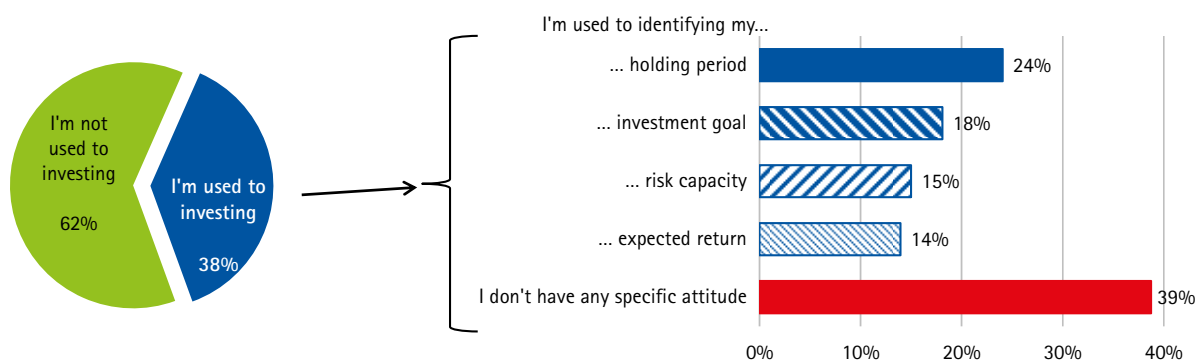 I'm not
used to
investing
62%
I'm used to
investing
38%
I'm used to identifying my...
... holding period
24%
... investment goal
18%
... risk capacity
15%
... expected return
14%
I don't have any specific attitude
39%
0%
10%
20%
30%
40%